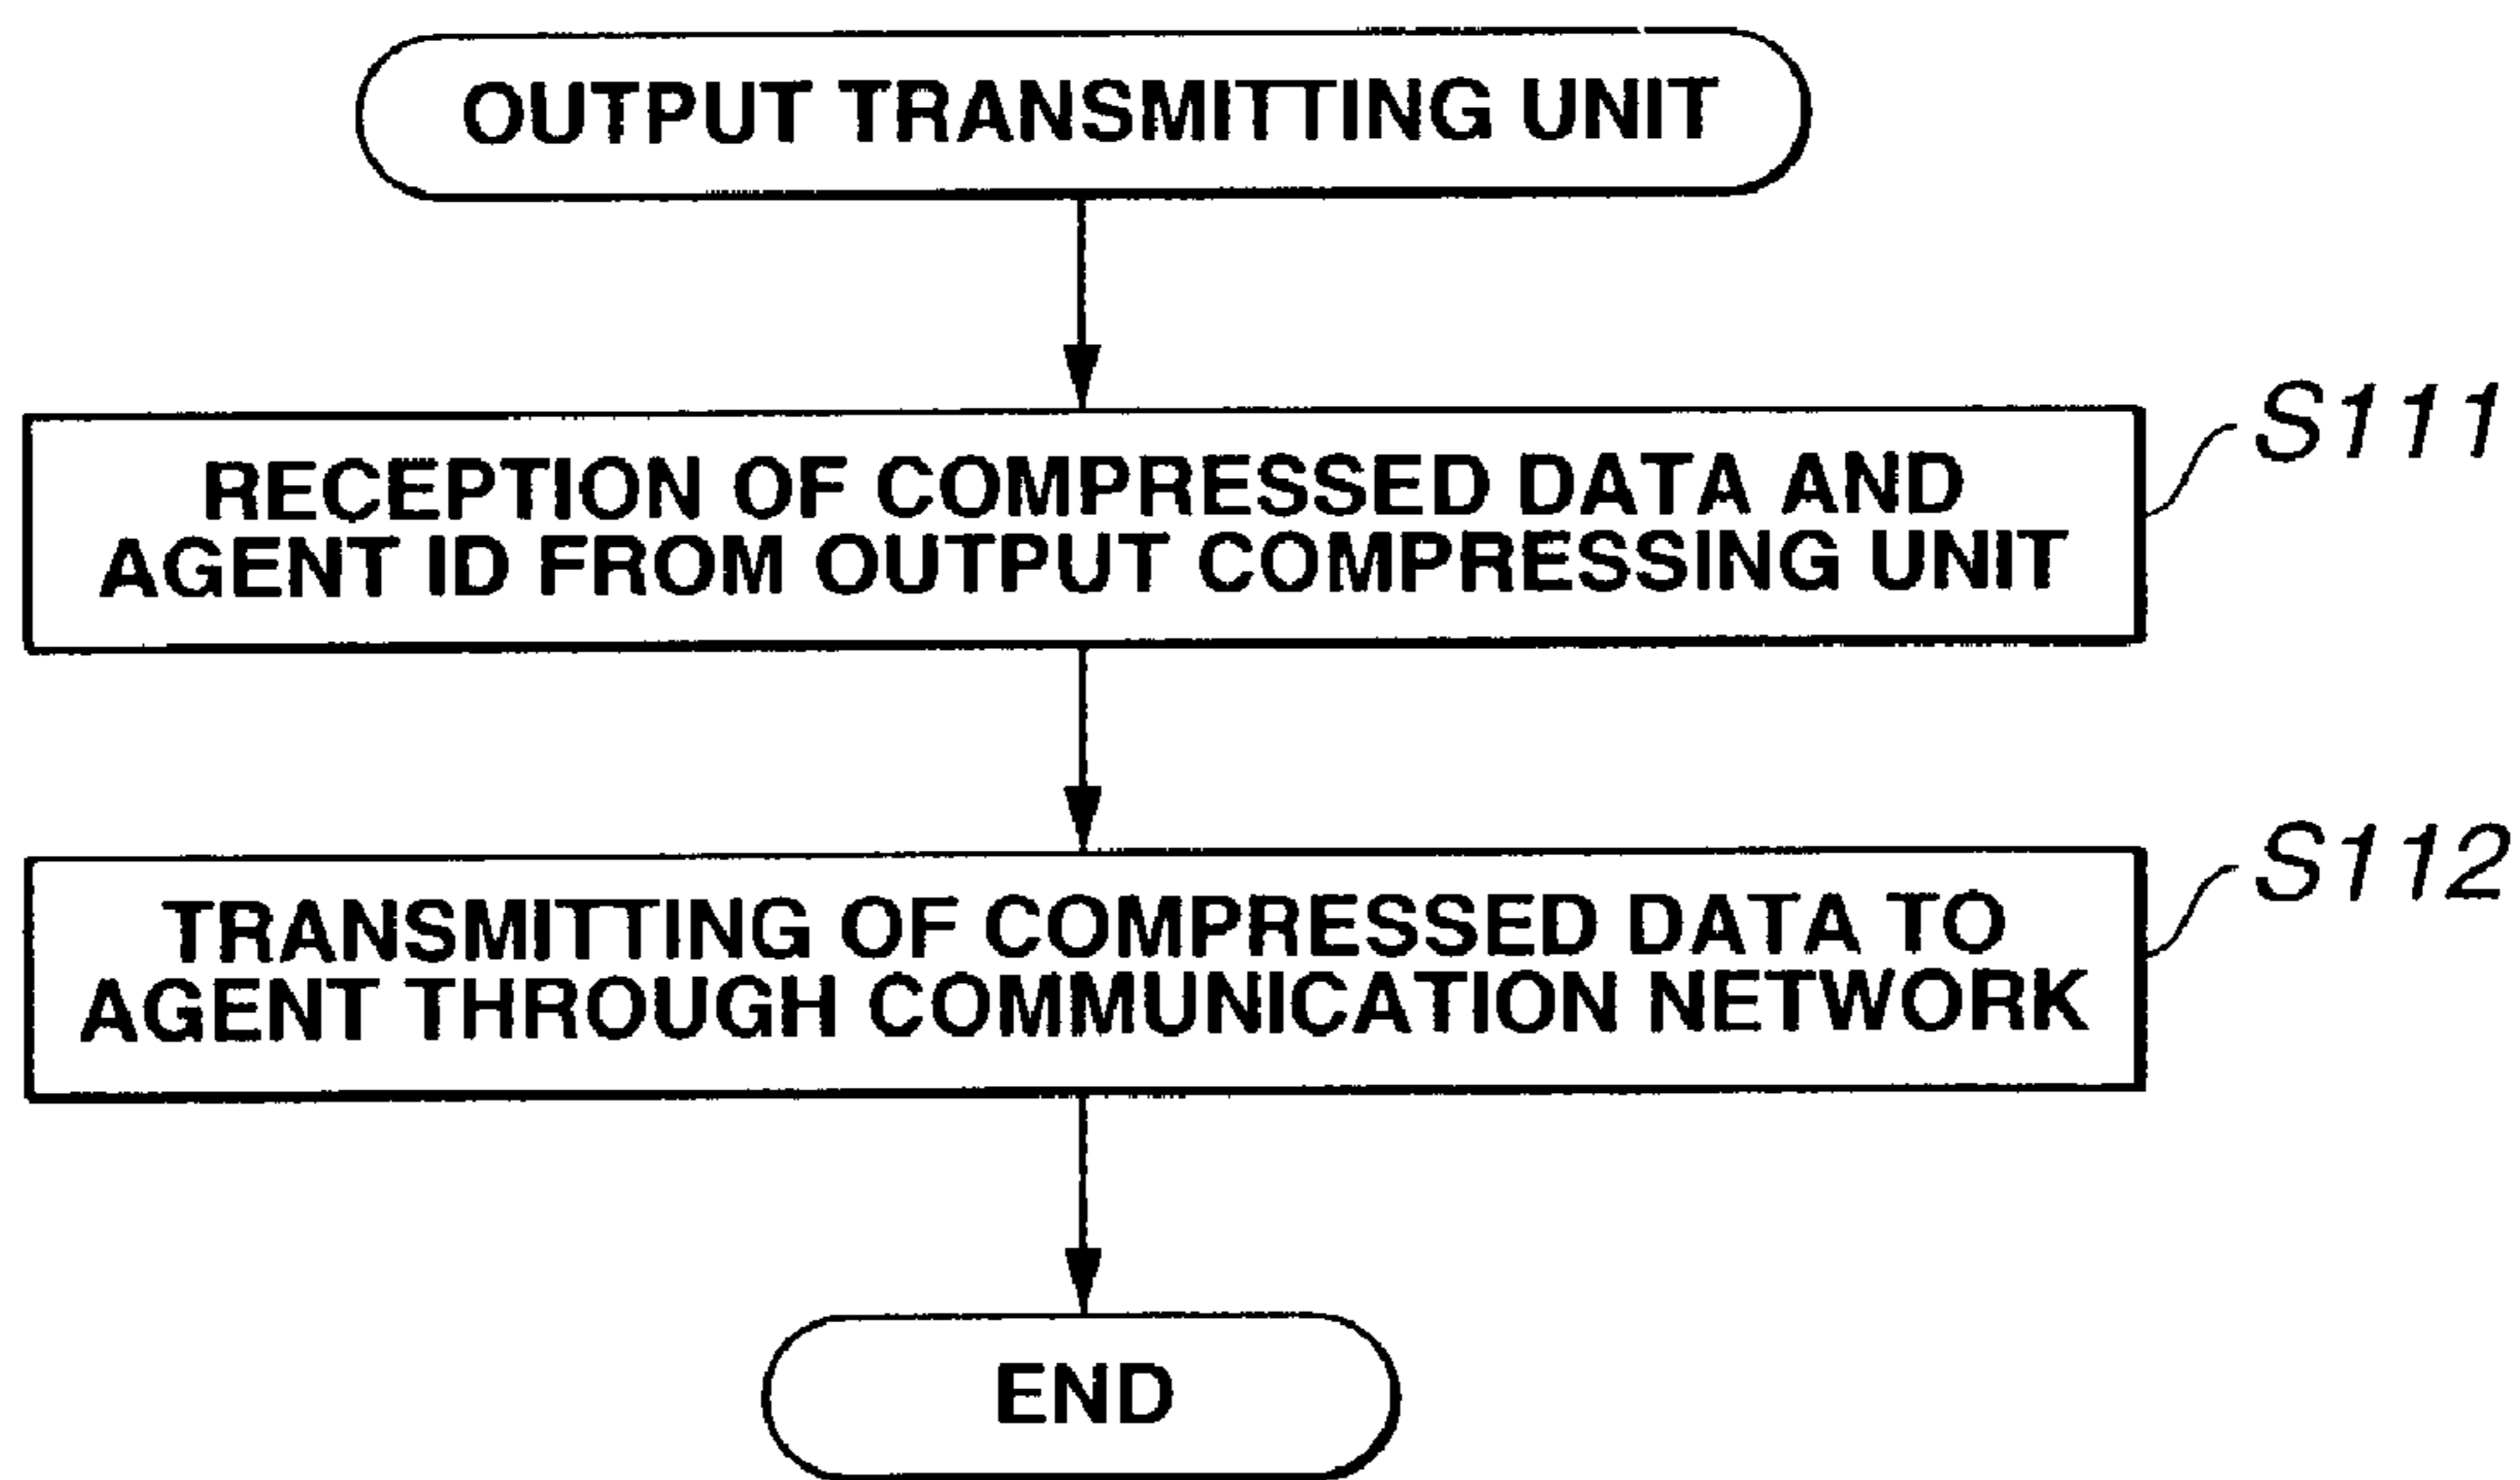 OUTPUT TRANSMITTING UNIT
S111
RECEPTION OF COMPRESSED DATA AND
AGENT ID FROM OUTPUT COMPRESSING UNIT
S112
TRANSMITTING OF COMPRESSED DATA TO
AGENT THROUGH COMMUNICATION NETWORK
END